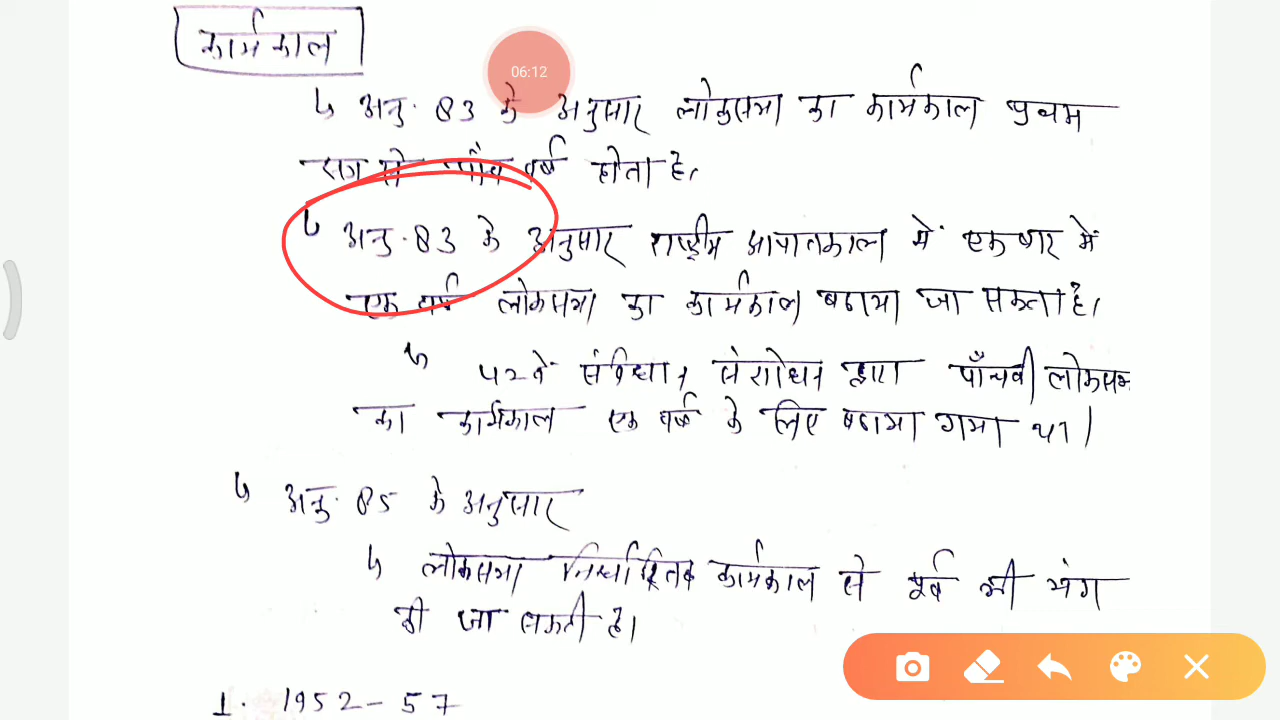 कार्यकाल
06:12
↳ अनु. 83 के अनुसार लोकसभा का कार्यकाल प्रथम
सत्र से पाँच वर्ष होता है।
↳ अनु. 83 के अनुसार राष्ट्रीय आपातकाल में एक बार में
एक वर्ष लोकसभा का कार्यकाल बढाया जा सकता है।
↳ 42 वें संविधान संशोधन द्वारा पाँचवी लोकसभ
का कार्यकाल एक वर्ष के लिए बढाया गया था।
↳ अनु. 85 के अनुसार
↳ लोकसभा निर्धारित कार्यकाल से पूर्व भी भंग
की जा सकती है।
1. 1952 - 57